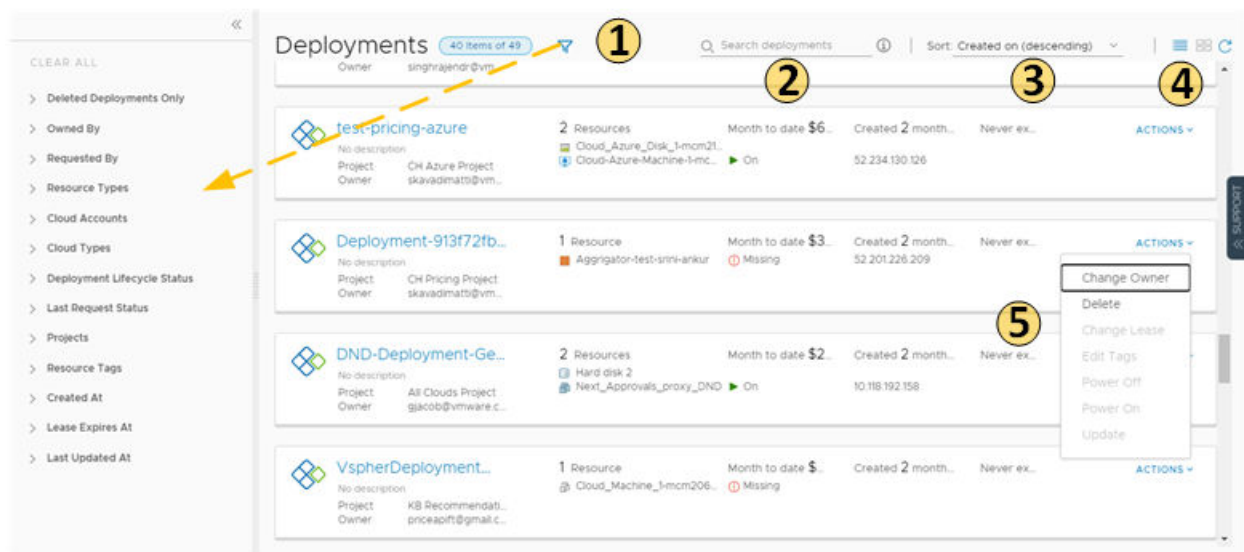 «
CLEAR ALL
> Deleted Deployments Only
> Owned By
> Requested By
> Resource Types
> Cloud Accounts
> Cloud Types
> Deployment Lifecycle Status
> Last Request Status
> Projects
> Resource Tags
> Created At
> Lease Expires At
> Last Updated At
Deployments 40 items of 49 1 Search deployments Sort: Created on (descending)
2 3 4
Owner singhrajendr@vm...
test-pricing-azure 2 Resources Month to date $6... Created 2 month... Never ex... ACTIONS
No description Cloud_Azure_Disk_1-mcm21...
Cloud-Azure-Machine-1-mc... On 52.234.130.126
Project CH Azure Project
Owner skavadimatti@vm...
Deployment-913f72fb... 1 Resource Month to date $3... Created 2 month... Never ex... ACTIONS
No description Aggrigator-test-srini-ankur Missing 52.201.226.209
Project CH Pricing Project
Owner skavadimatti@vm...
Change Owner
Delete
Change Lease
Edit Tags
Power Off
Power On
Update
5
DND-Deployment-Ge... 2 Resources Month to date $2... Created 2 month... Never ex...
No description Hard disk 2
Next_Approvals_proxy_DND On 10.118.192.158
Project All Clouds Project
Owner gjacob@vmware.c...
VspherDeployment... 1 Resource Month to date $... Created 2 month... Never ex... ACTIONS
No description Cloud_Machine_1-mcm206... Missing
Project KB Recommendati...
Owner priceapift@gmail.c...
SUPPORT